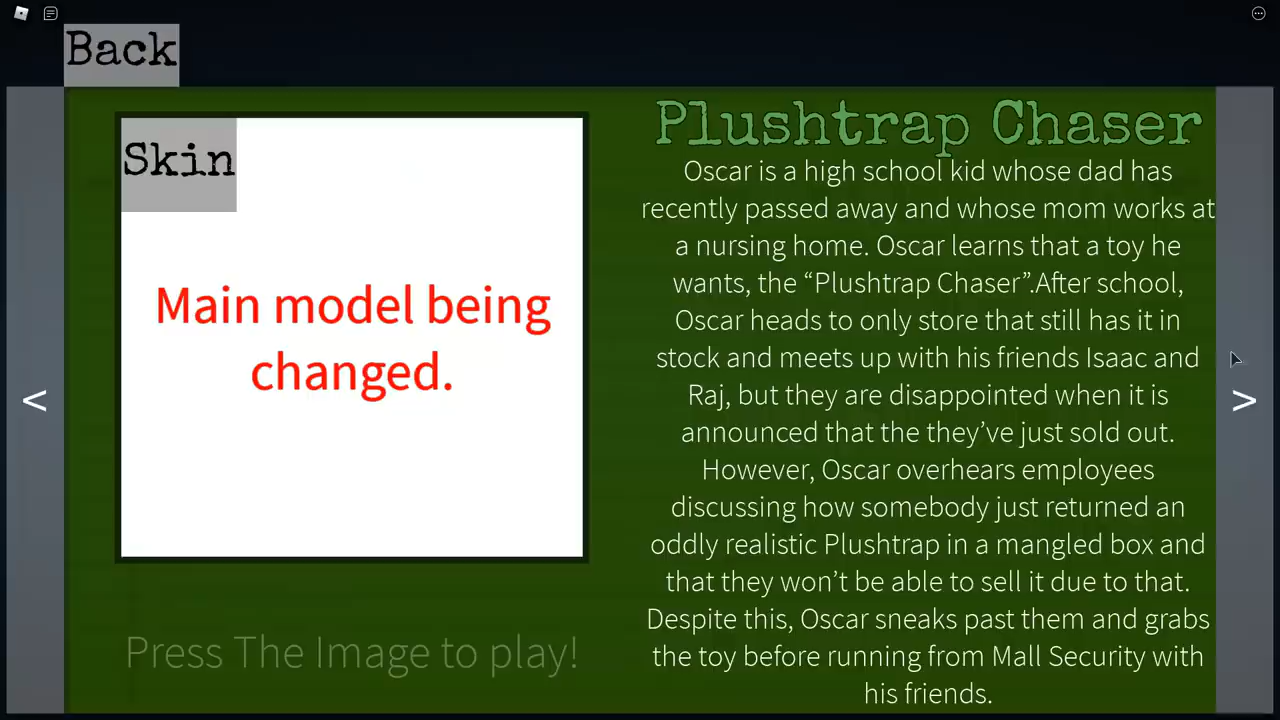 Back
Skin
Main model being
changed.
<
Press The Image to play!
Plushtrap Chaser
Oscar is a high school kid whose dad has
recently passed away and whose mom works at
a nursing home. Oscar learns that a toy he
wants, the “Plushtrap Chaser”.After school,
Oscar heads to only store that still has it in
stock and meets up with his friends Isaac and
Raj, but they are disappointed when it is
announced that the they’ve just sold out.
However, Oscar overhears employees
discussing how somebody just returned an
oddly realistic Plushtrap in a mangled box and
that they won’t be able to sell it due to that.
Despite this, Oscar sneaks past them and grabs
the toy before running from Mall Security with
his friends.
>